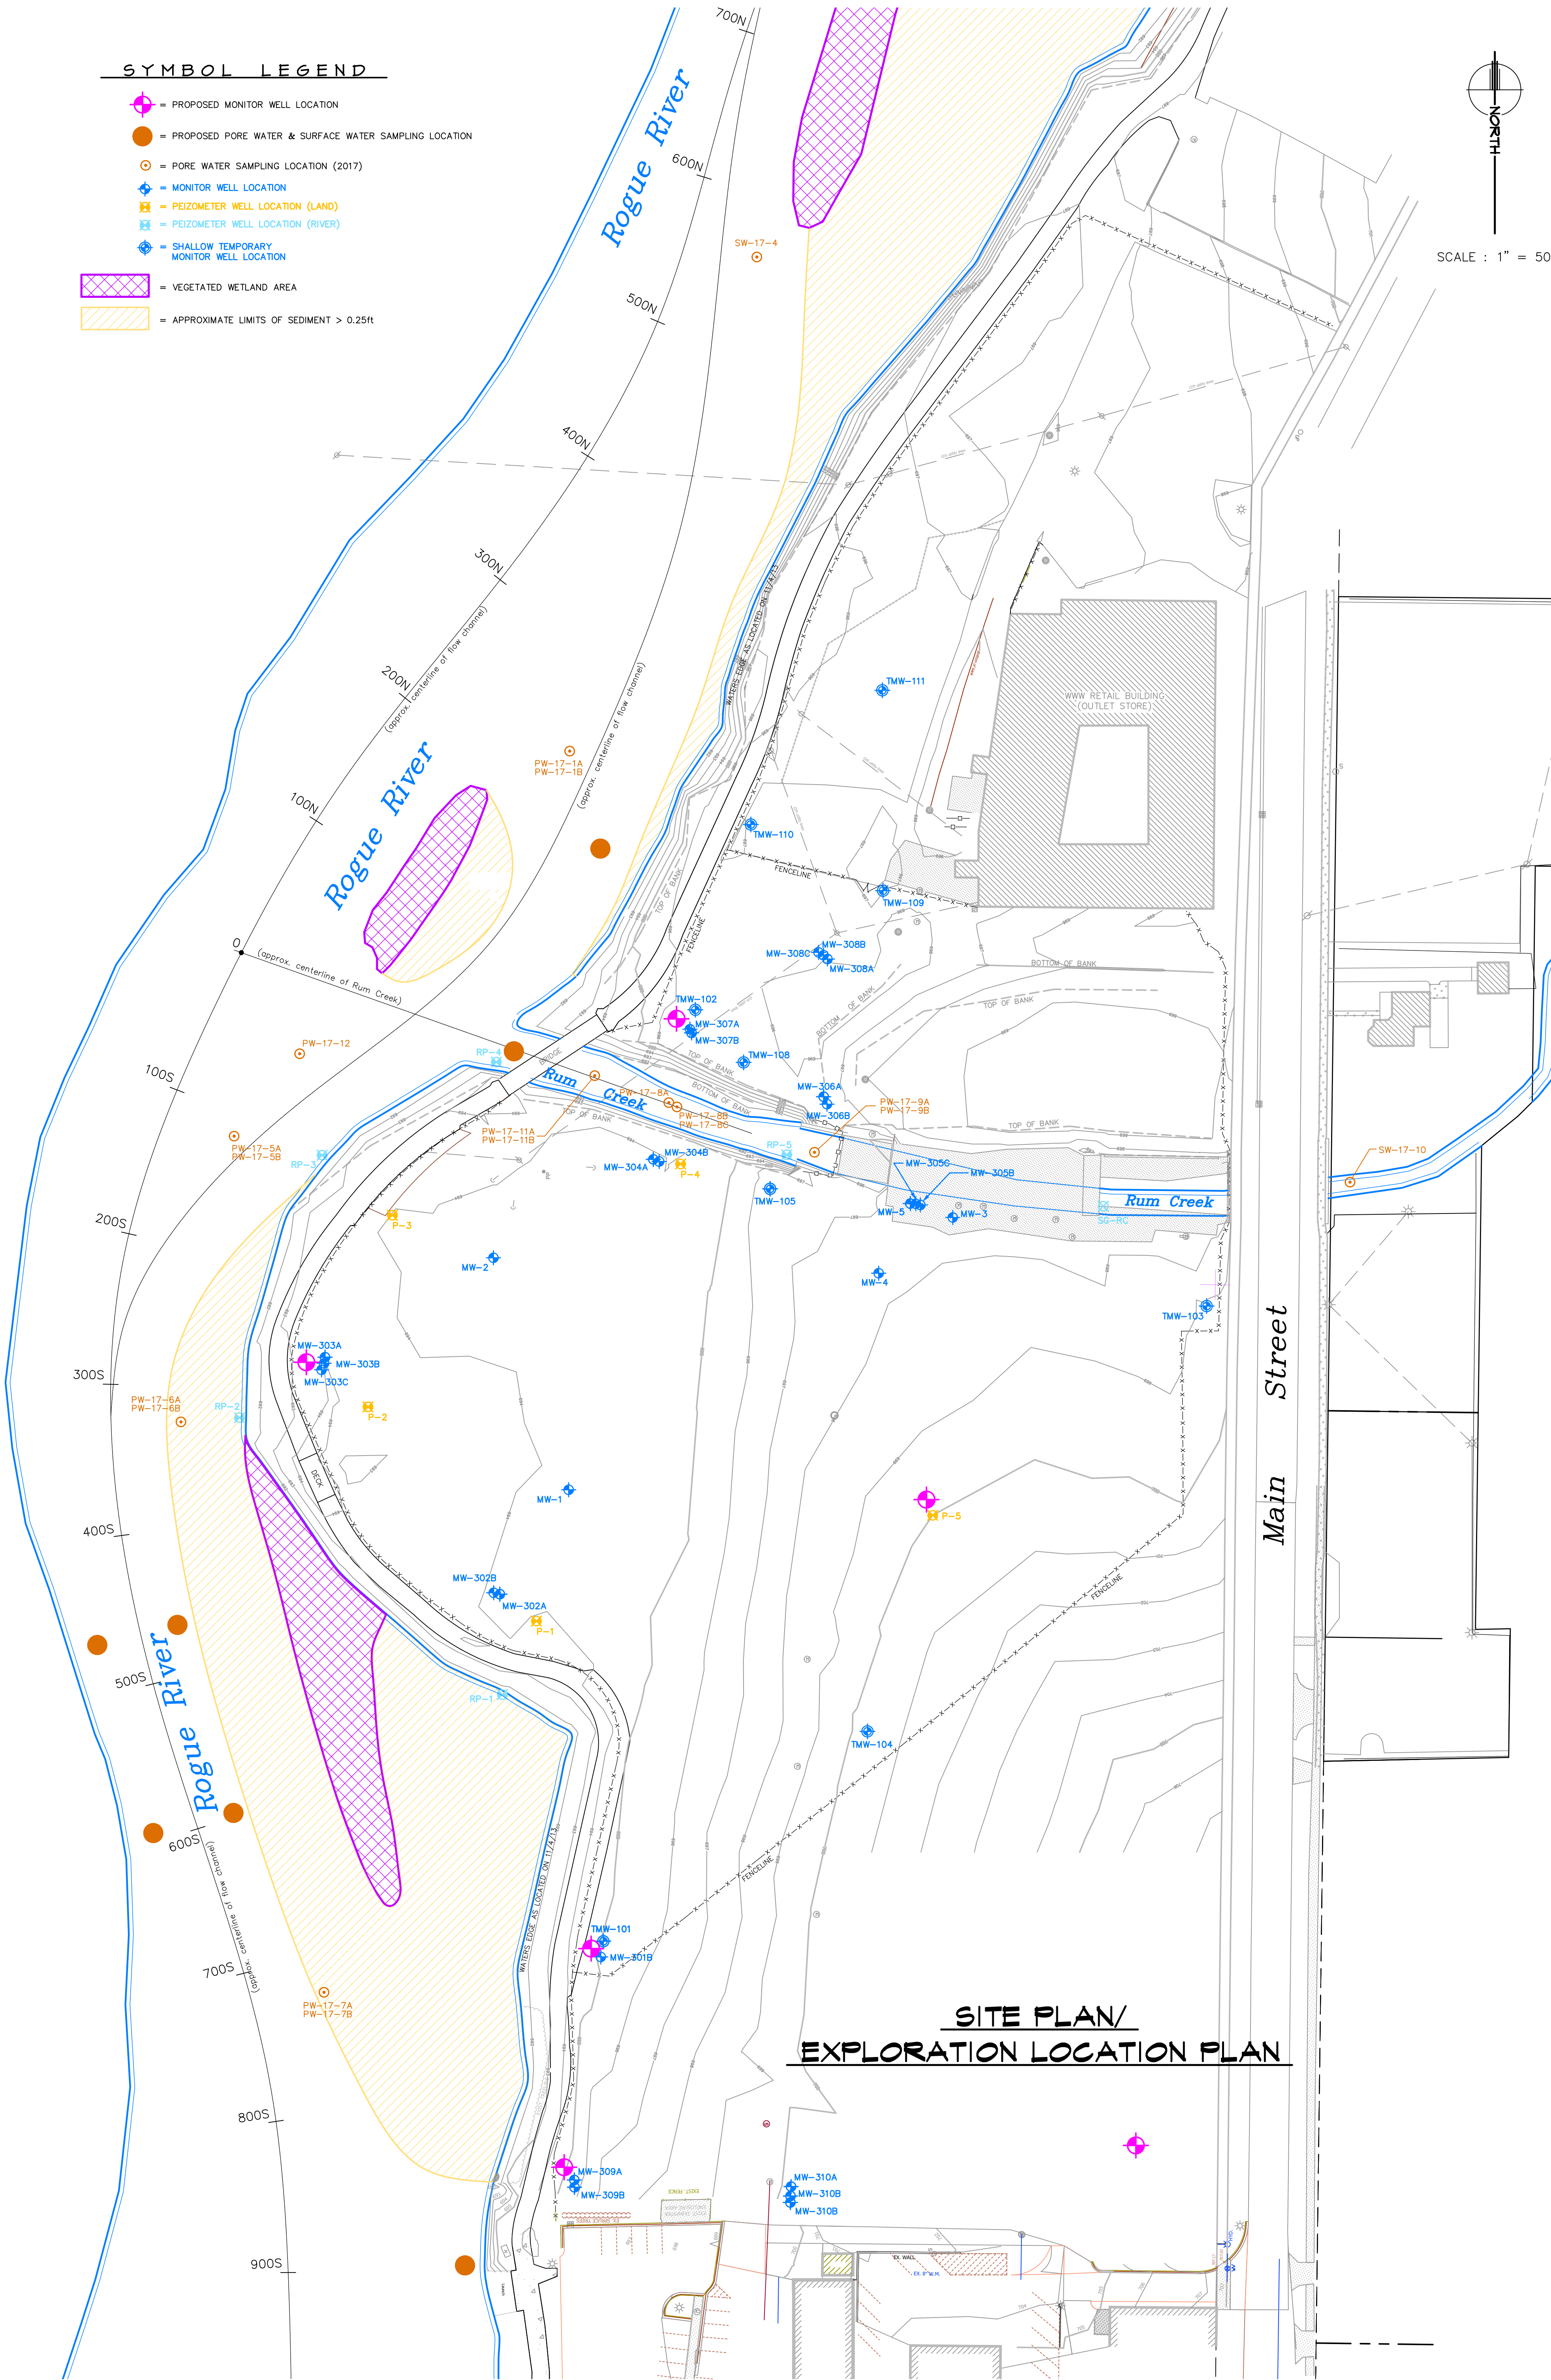 SYMBOL LEGEND
= PROPOSED MONITOR WELL LOCATION
= PROPOSED PORE WATER & SURFACE WATER SAMPLING LOCATION
= PORE WATER SAMPLING LOCATION (2017)
= MONITOR WELL LOCATION
= PEIZOMETER WELL LOCATION (LAND)
= PEIZOMETER WELL LOCATION (RIVER)
= SHALLOW TEMPORARY
MONITOR WELL LOCATION
= VEGETATED WETLAND AREA
= APPROXIMATE LIMITS OF SEDIMENT > 0.25ft
NORTH
SCALE : 1" = 50
700N
Rogue River
600N
SW-17-4
500N
400N
300N
(approx. centerline of flow channel)
200N
(approx. centerline of flow channel)
WATERS EDGE AS LOCATED ON 11/4/13
TMW-111
WWW RETAIL BUILDING
(OUTLET STORE)
Rogue River
PW-17-1A
PW-17-1B
100N
TMW-110
FENCELINE
TOP OF BANK
TMW-109
FENCELINE
0
(approx. centerline of Rum Creek)
MW-308B
MW-308C
MW-308A
BOTTOM OF BANK
TOP OF BANK
BOTTOM OF BANK
TMW-102
MW-307A
MW-307B
PW-17-12
RP-4
BRIDGE
TOP OF BANK
TMW-108
100S
Rum Creek
PW-17-8A
BOTTOM OF BANK
MW-306A
MW-306B
PW-17-9A
PW-17-9B
PW-17-8B
PW-17-8C
TOP OF BANK
TOP OF BANK
PW-17-11A
PW-17-11B
PW-17-5A
PW-17-5B
RP-3
MW-304B
MW-304A
P-4
RP-5
MW-305C
MW-305B
SW-17-10
TMW-105
MW-5
MW-3
Rum Creek
SG-RC
P-3
200S
MW-2
MW-4
TMW-103
Main Street
MW-303A
MW-303B
MW-303C
300S
PW-17-6A
PW-17-6B
RP-2
P-2
DECK
MW-1
P-5
400S
MW-302B
MW-302A
P-1
FENCELINE
500S
Rogue River
RP-1
TMW-104
600S
(approx. centerline of flow channel)
WATERS EDGE AS LOCATED ON 11/4/13
FENCELINE
TMW-101
MW-301B
700S
PW-17-7A
PW-17-7B
SITE PLAN/
EXPLORATION LOCATION PLAN
800S
MW-309A
MW-309B
MW-310A
MW-310B
MW-310B
EXIST. FENCE
EX. SPRUCE TREES
900S
EX. WALL
EX. 8" W.M.